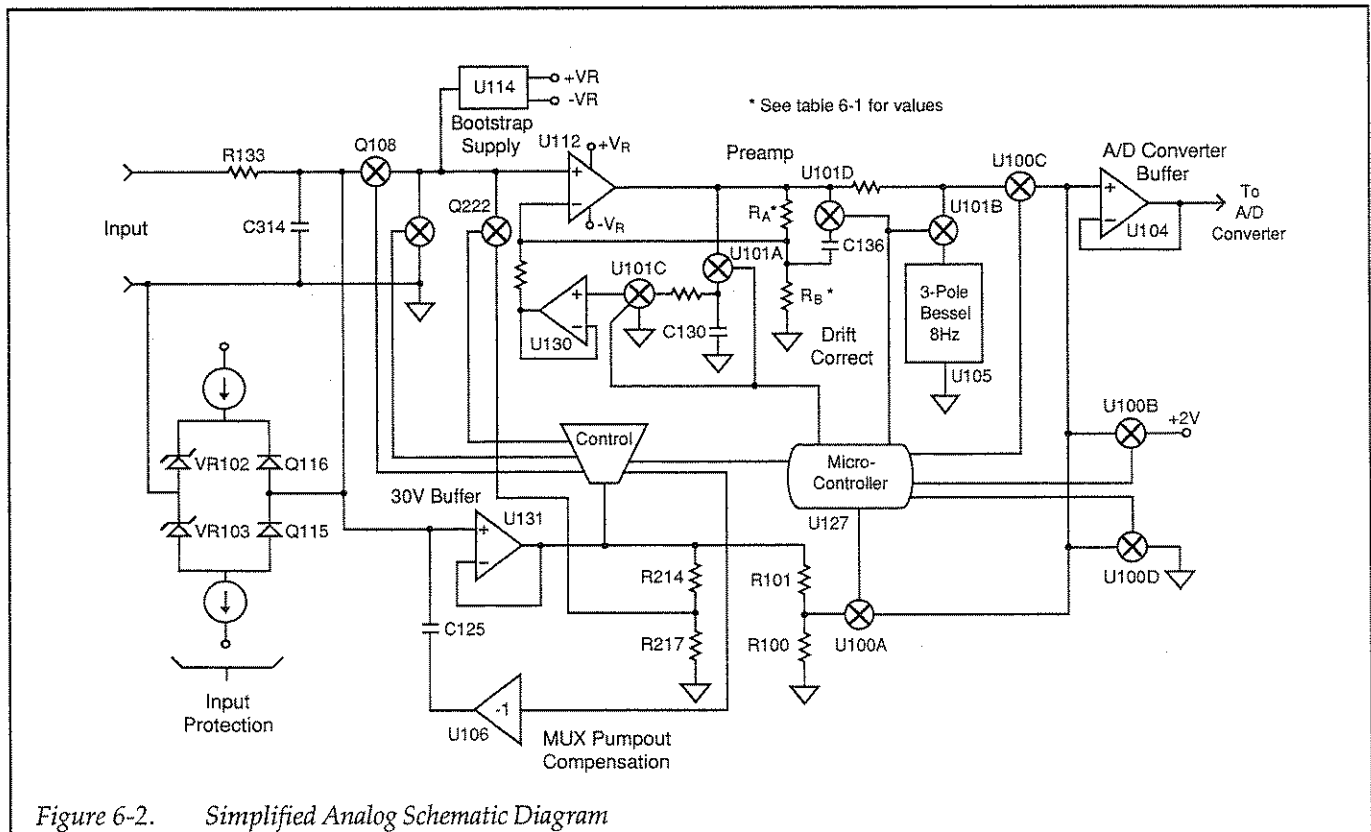 U114
+VR
-VR
Bootstrap
Supply
* See table 6-1 for values
Q108
R133
U112
+VR
-VR
Preamp
U101D
U100C
A/D Converter
Buffer
Input
C314
Q222
RA*
C136
U101B
U104
To
A/D
Converter
U101A
U101C
RB*
C130
U130
Drift
Correct
3-Pole
Bessel
8Hz
U105
VR102
Q116
VR103
Q115
Control
Micro-
Controller
U127
U100B
+2V
30V Buffer
U131
U100D
R214
R101
C125
R217
R100
U100A
Input
Protection
-1
U106
MUX Pumpout
Compensation
Figure 6-2. Simplified Analog Schematic Diagram